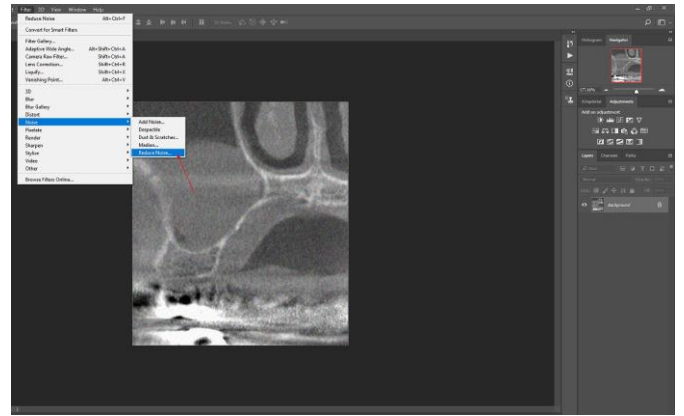 Filter 3D View Window Help
Reduce Noise Alt+Ctrl+F
Convert for Smart Filters
Filter Gallery...
Adaptive Wide Angle... Alt+Shift+Ctrl+A
Camera Raw Filter... Shift+Ctrl+A
Lens Correction... Shift+Ctrl+R
Liquify... Shift+Ctrl+X
Vanishing Point... Alt+Ctrl+V
3D
Blur
Blur Gallery
Distort
Noise
Pixelate
Render
Sharpen
Stylize
Video
Other
Browse Filters Online...
Add Noise...
Despeckle
Dust & Scratches...
Median...
Reduce Noise...
Histogram Navigator
Adjustments
Add an adjustment
Layers Channels Paths
Background